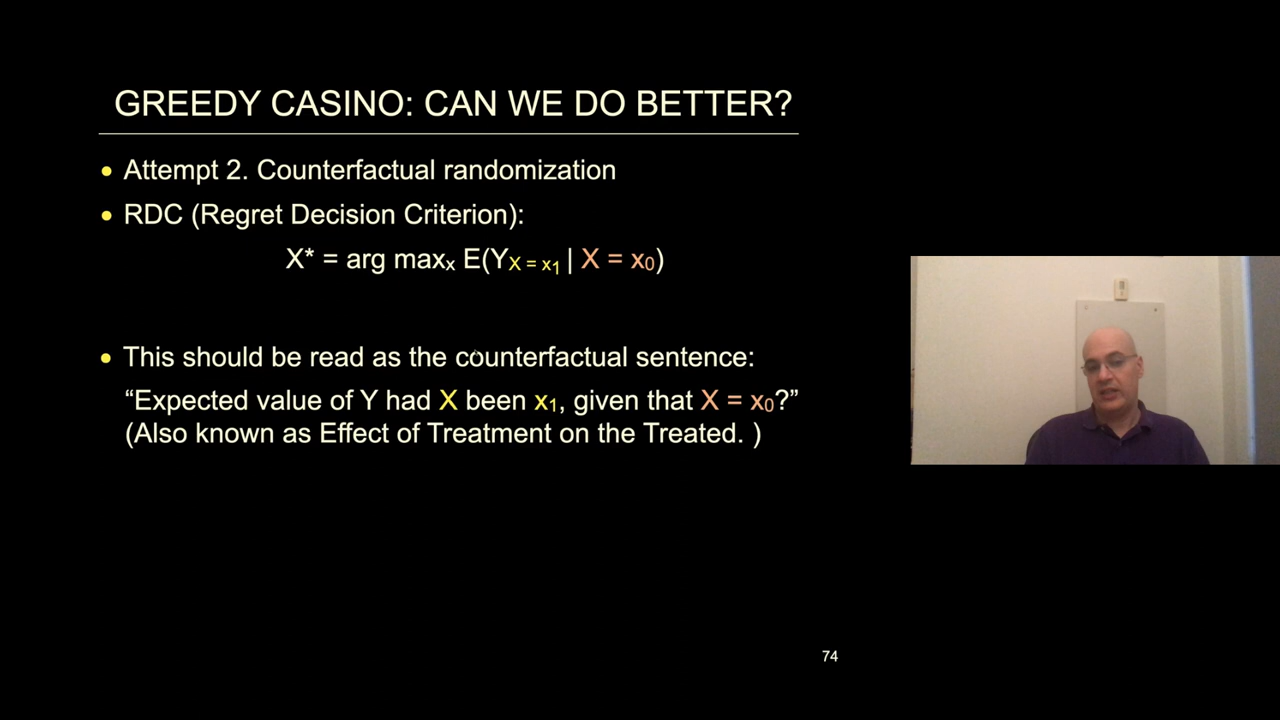 GREEDY CASINO: CAN WE DO BETTER?
• Attempt 2. Counterfactual randomization
• RDC (Regret Decision Criterion):
X* = arg maxₓ E(Y_{X = x₁} | X = x₀)
• This should be read as the counterfactual sentence:
“Expected value of Y had X been x₁, given that X = x₀?”
(Also known as Effect of Treatment on the Treated. )
74